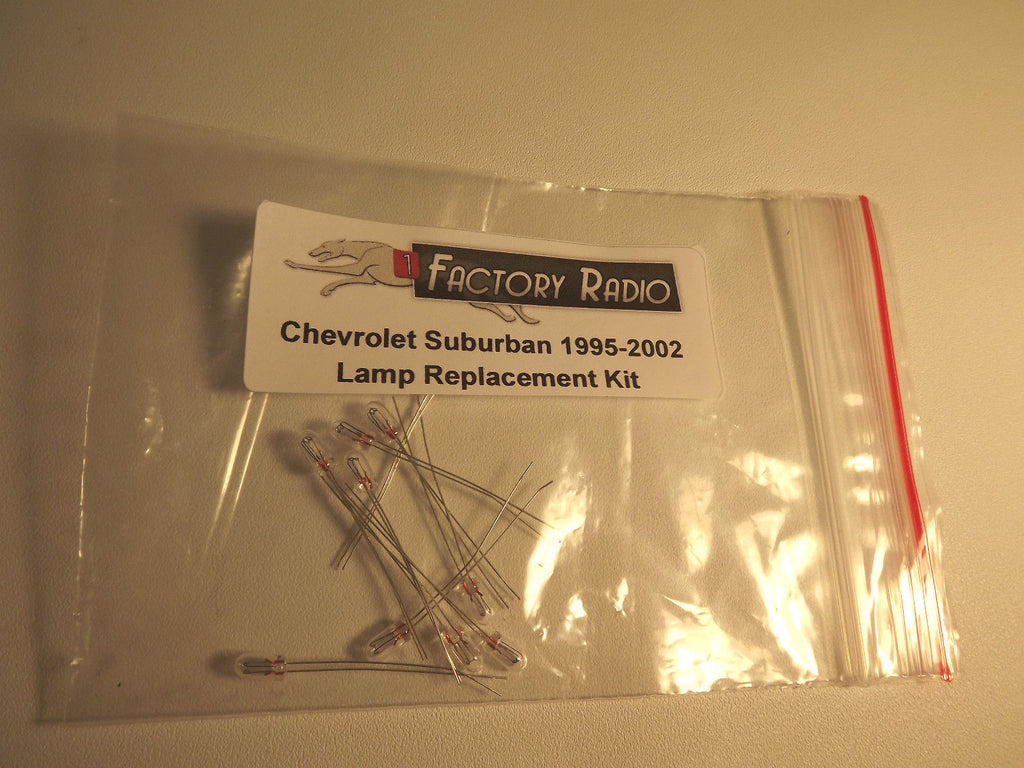 1 Factory Radio
Chevrolet Suburban 1995-2002
Lamp Replacement Kit